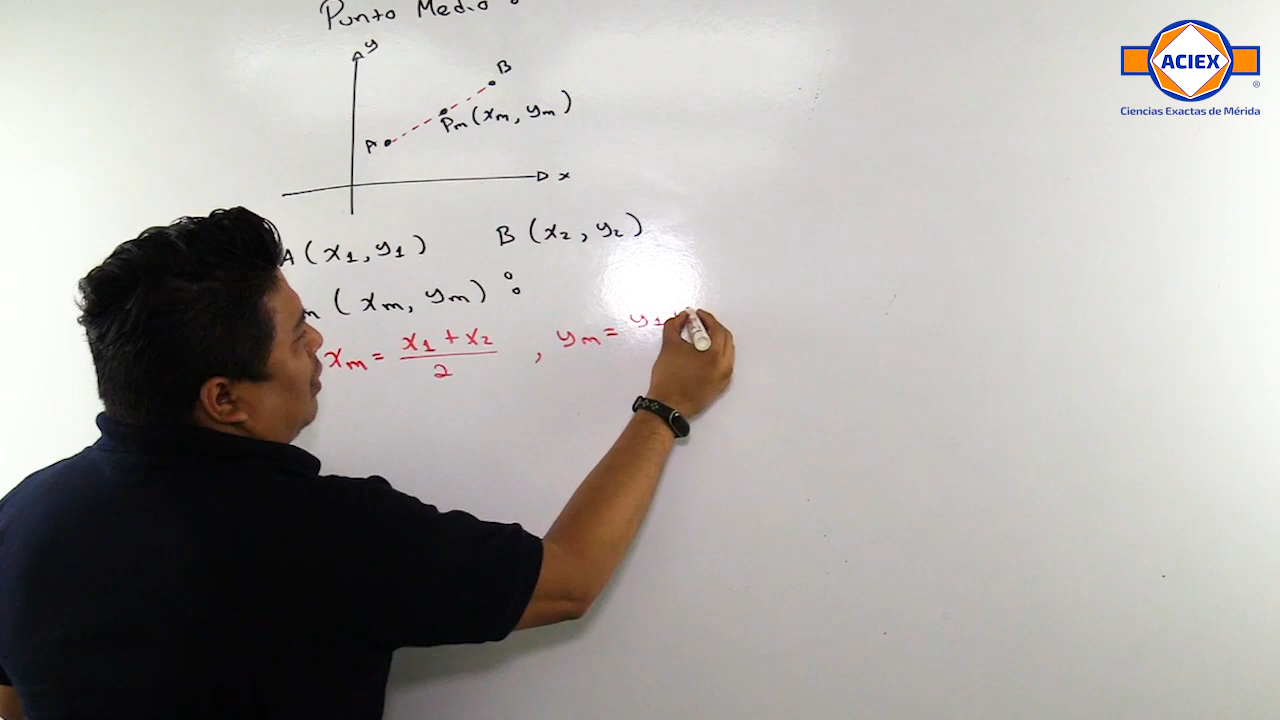 Punto Medio:
y
B
Pm(xm, ym)
A
x
A (x1, y1) B (x2, y2)
m (xm, ym) :
xm = x1 + x2 / 2 , ym = y1 +
ACIEX
®
Ciencias Exactas de Mérida